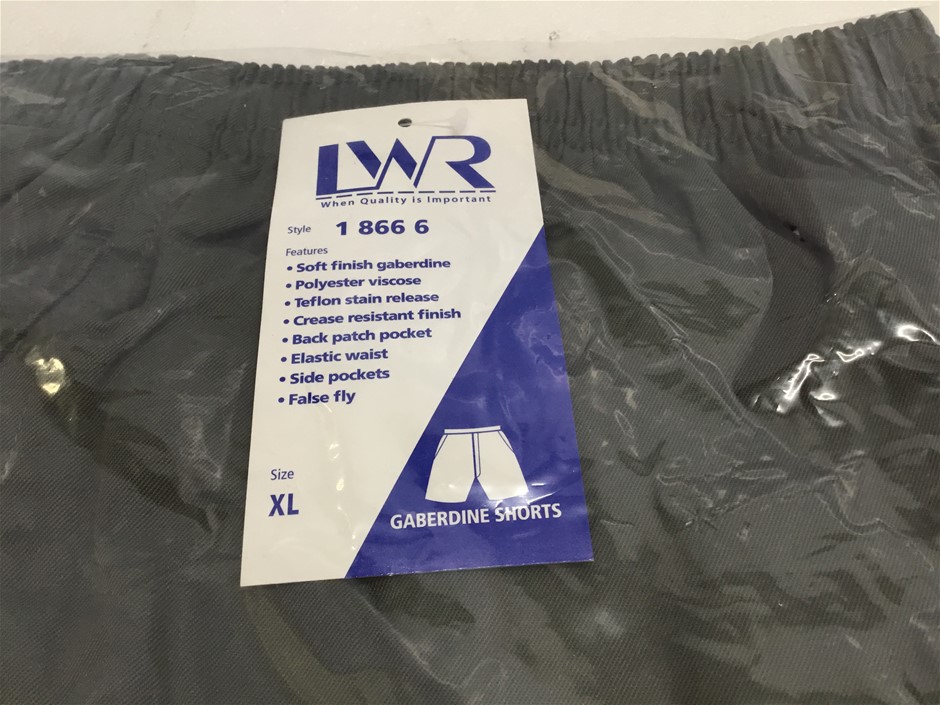 LWR
When Quality is Important
Style 1 866 6
Features
• Soft finish gaberdine
• Polyester viscose
• Teflon stain release
• Crease resistant finish
• Back patch pocket
• Elastic waist
• Side pockets
• False fly
Size
XL
GABERDINE SHORTS